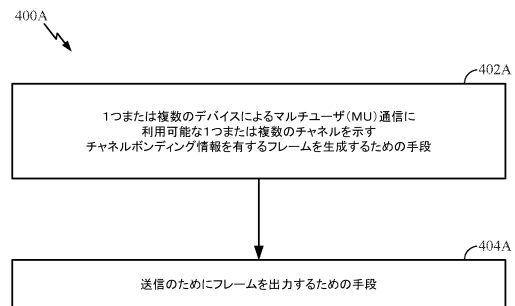 400A
402A
1つまたは複数のデバイスによるマルチユーザ(MU)通信に
利用可能な1つまたは複数のチャネルを示す
チャネルボンディング情報を有するフレームを生成するための手段
404A
送信のためにフレームを出力するための手段